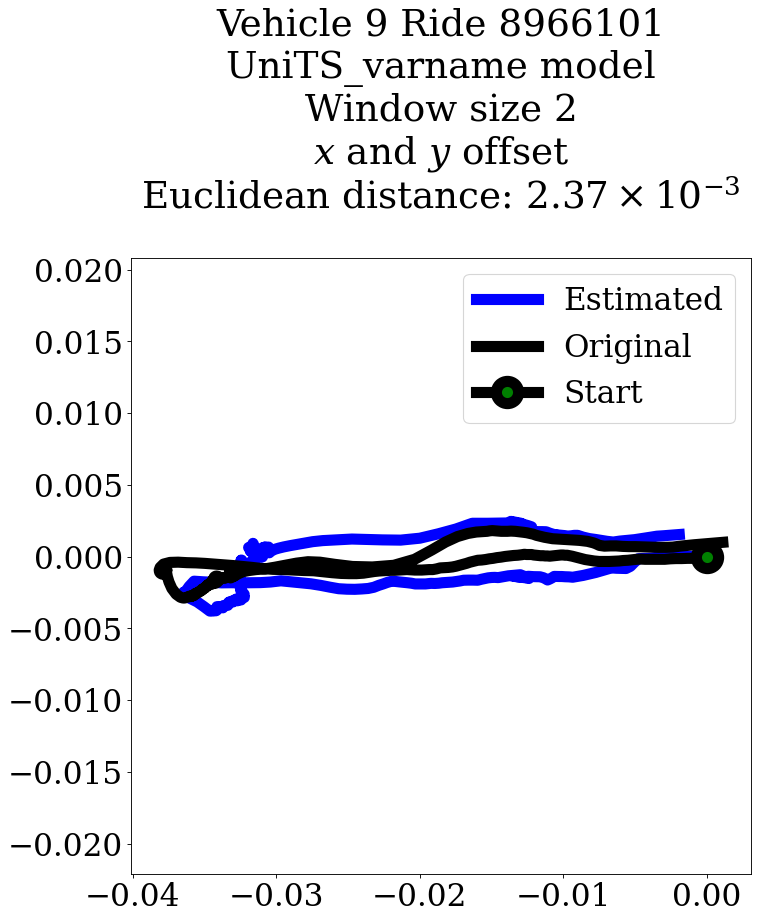 Vehicle 9 Ride 8966101
UniTS_varname model
Window size 2
x and y offset
Euclidean distance: 2.37 × 10⁻³
Estimated
Original
Start
0.020
0.015
0.010
0.005
0.000
−0.005
−0.010
−0.015
−0.020
−0.04 −0.03 −0.02 −0.01 0.00